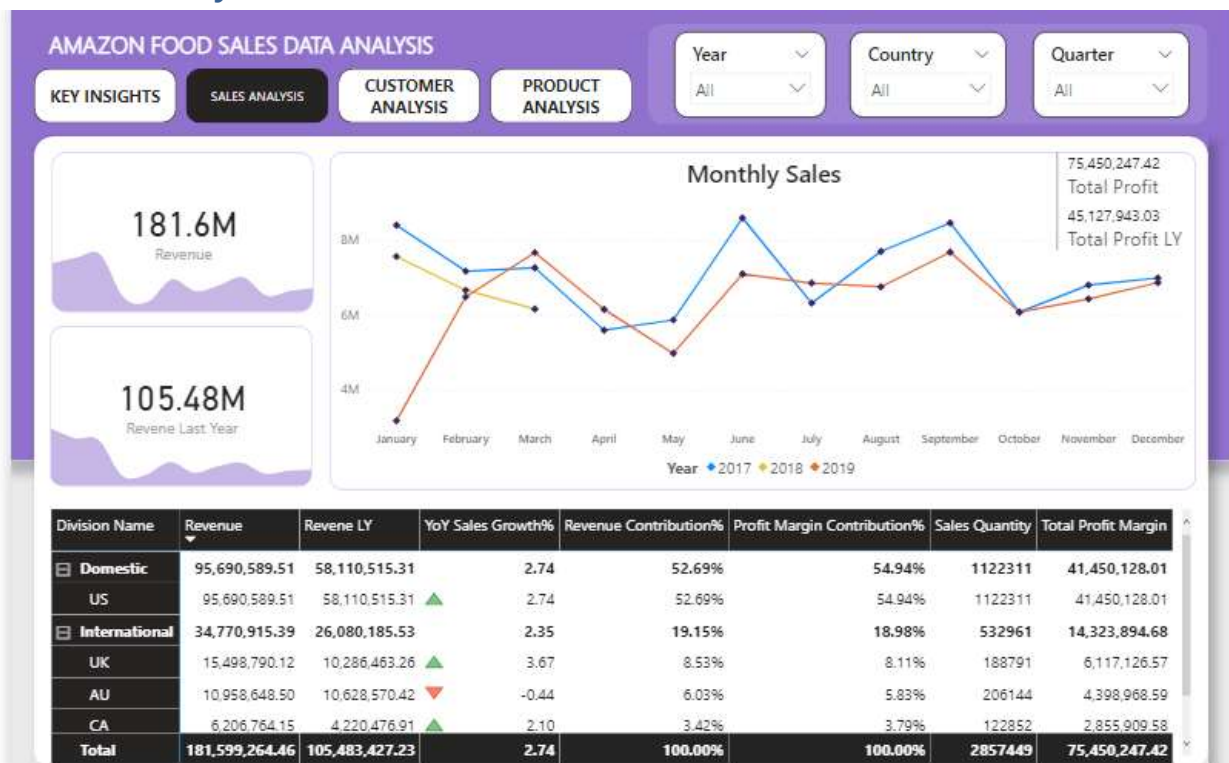 AMAZON FOOD SALES DATA ANALYSIS
KEY INSIGHTS
SALES ANALYSIS
CUSTOMER
ANALYSIS
PRODUCT
ANALYSIS
Year
All
Country
All
Quarter
All
181.6M
Revenue
105.48M
Revene Last Year
Monthly Sales
75,450,247.42
Total Profit
45,127,943.03
Total Profit LY
8M
6M
4M
January February March April May June July August September October November December
Year 2017 2018 2019
Division Name Revenue Revene LY YoY Sales Growth% Revenue Contribution% Profit Margin Contribution% Sales Quantity Total Profit Margin
Domestic 95,690,589.51 58,110,515.31 2.74 52.69% 54.94% 1122311 41,450,128.01
US 95,690,589.51 58,110,515.31 2.74 52.69% 54.94% 1122311 41,450,128.01
International 34,770,915.39 26,080,185.53 2.35 19.15% 18.98% 532961 14,323,894.68
UK 15,498,790.12 10,286,463.26 3.67 8.53% 8.11% 188791 6,117,126.57
AU 10,958,648.50 10,628,570.42 -0.44 6.03% 5.83% 206144 4,398,968.59
CA 6,206,764.15 4,220,476.91 2.10 3.42% 3.79% 122852 2,855,909.58
Total 181,599,264.46 105,483,427.23 2.74 100.00% 100.00% 2857449 75,450,247.42